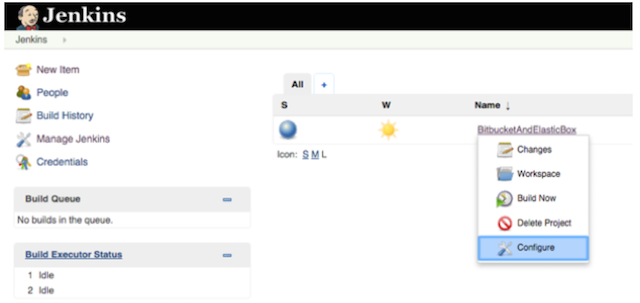 Jenkins
Jenkins
New Item
People
Build History
Manage Jenkins
Credentials
Build Queue
No builds in the queue.
Build Executor Status
1 Idle
2 Idle
All +
S W Name ↓
BitbucketAndElasticBox
Icon: S M L
Changes
Workspace
Build Now
Delete Project
Configure